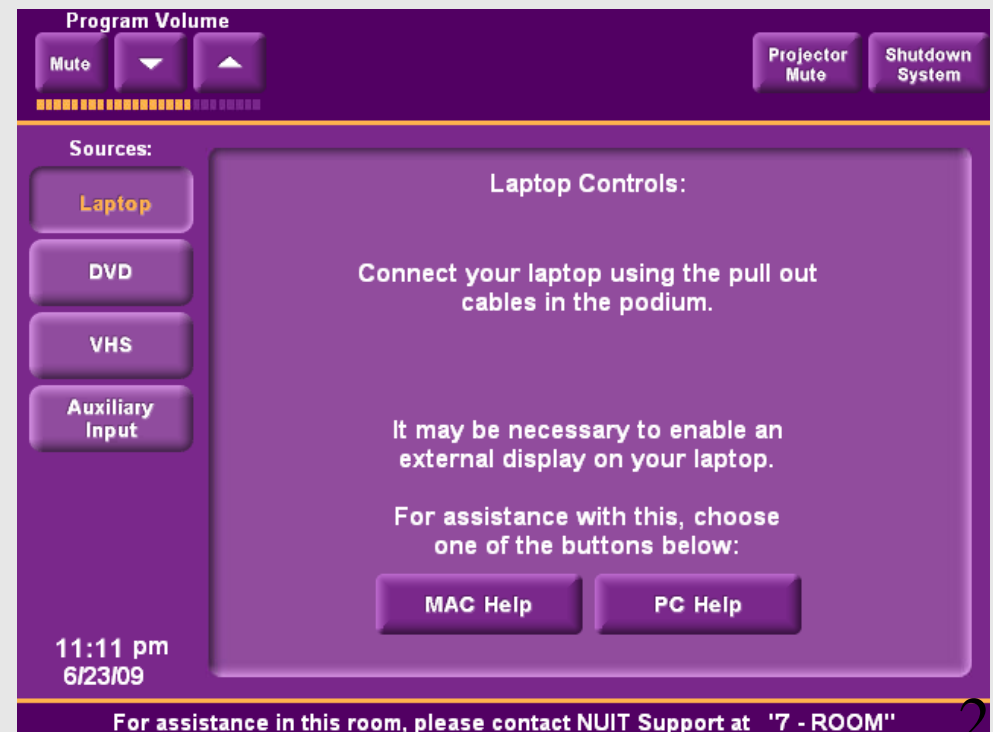 Program Volume
Mute
Projector
Mute
Shutdown
System
Sources:
Laptop
DVD
VHS
Auxiliary
Input
11:11 pm
6/23/09
Laptop Controls:
Connect your laptop using the pull out
cables in the podium.
It may be necessary to enable an
external display on your laptop.
For assistance with this, choose
one of the buttons below:
MAC Help
PC Help
For assistance in this room, please contact NUIT Support at '7 - ROOM"
2